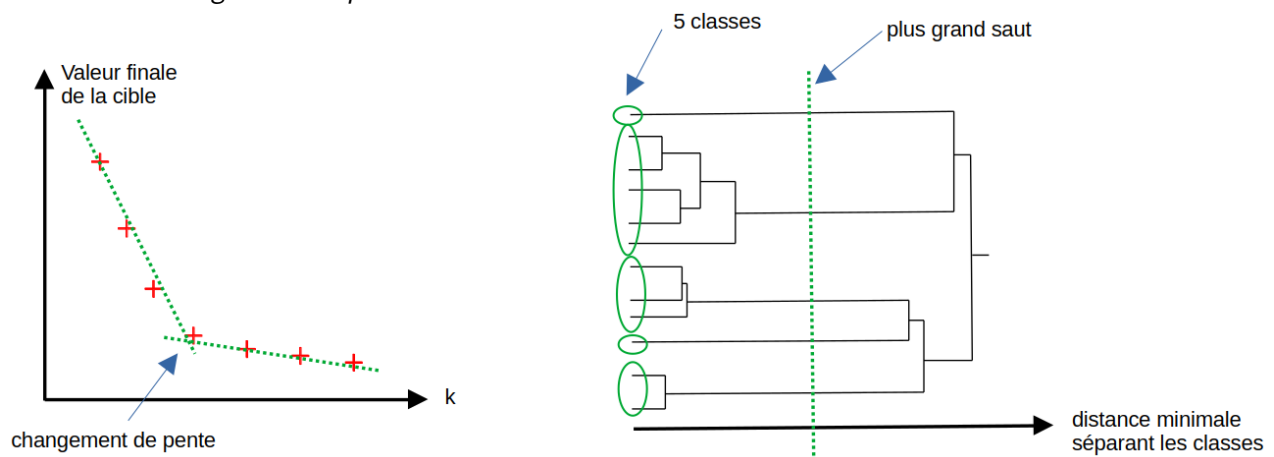 5 classes
plus grand saut
Valeur finale
de la cible
k
changement de pente
distance minimale
séparant les classes